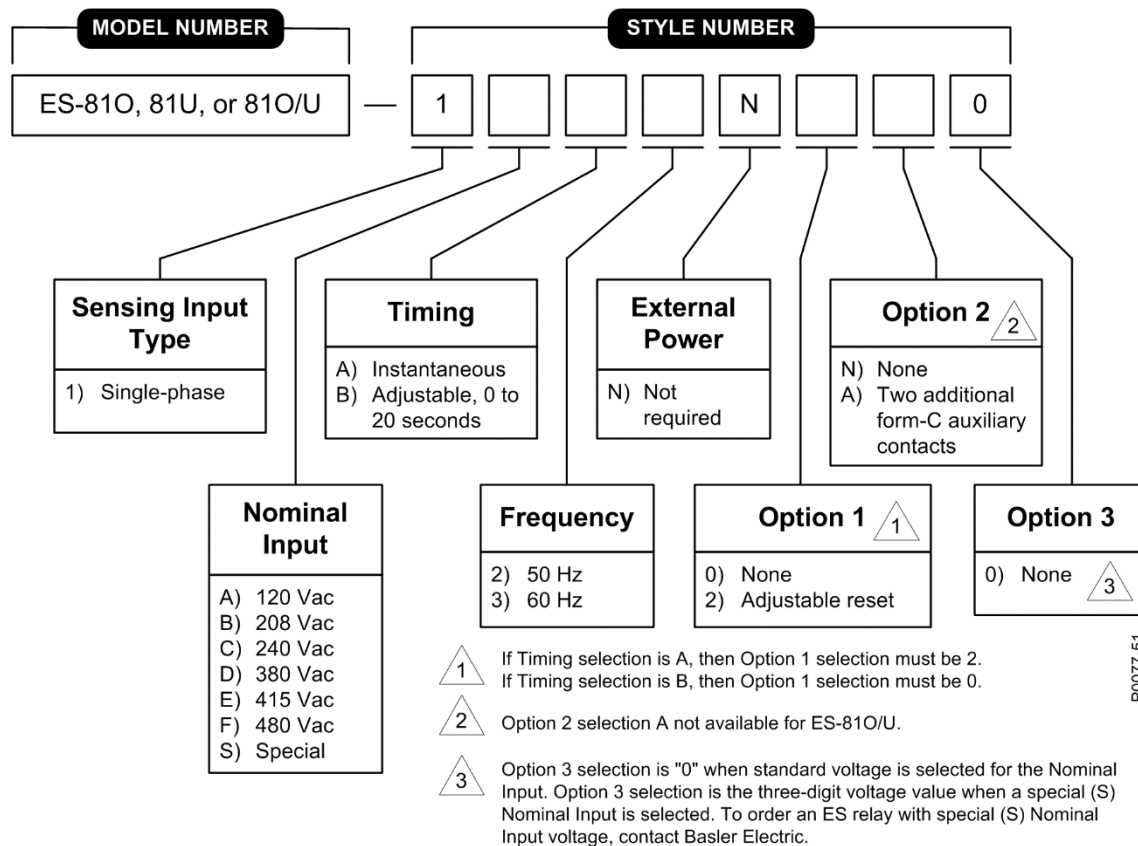 MODEL NUMBER
STYLE NUMBER
ES-81O, 81U, or 81O/U — 1 N 0
Sensing Input
Type
1) Single-phase
Timing
A) Instantaneous
B) Adjustable, 0 to
20 seconds
External
Power
N) Not
required
Option 2 2
N) None
A) Two additional
form-C auxiliary
contacts
Nominal
Input
A) 120 Vac
B) 208 Vac
C) 240 Vac
D) 380 Vac
E) 415 Vac
F) 480 Vac
S) Special
Frequency
2) 50 Hz
3) 60 Hz
Option 1 1
0) None
2) Adjustable reset
Option 3
0) None 3
1 If Timing selection is A, then Option 1 selection must be 2.
If Timing selection is B, then Option 1 selection must be 0.
2 Option 2 selection A not available for ES-81O/U.
3 Option 3 selection is "0" when standard voltage is selected for the Nominal
Input. Option 3 selection is the three-digit voltage value when a special (S)
Nominal Input is selected. To order an ES relay with special (S) Nominal
Input voltage, contact Basler Electric.
P0077-51